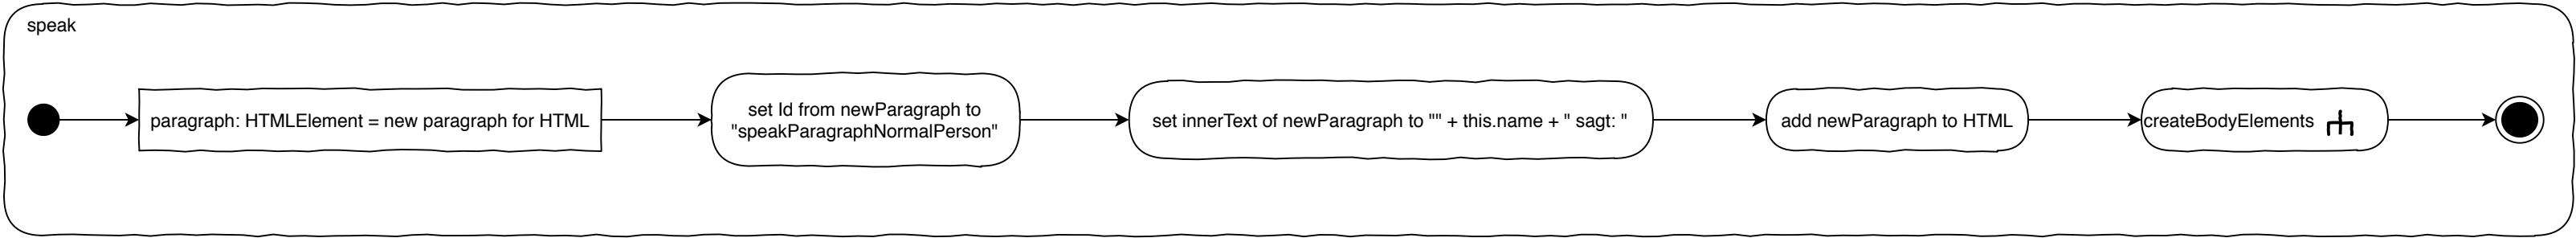 speak
paragraph: HTMLElement = new paragraph for HTML
set Id from newParagraph to
"speakParagraphNormalPerson"
set innerText of newParagraph to "" + this.name + " sagt: "
add newParagraph to HTML
createBodyElements